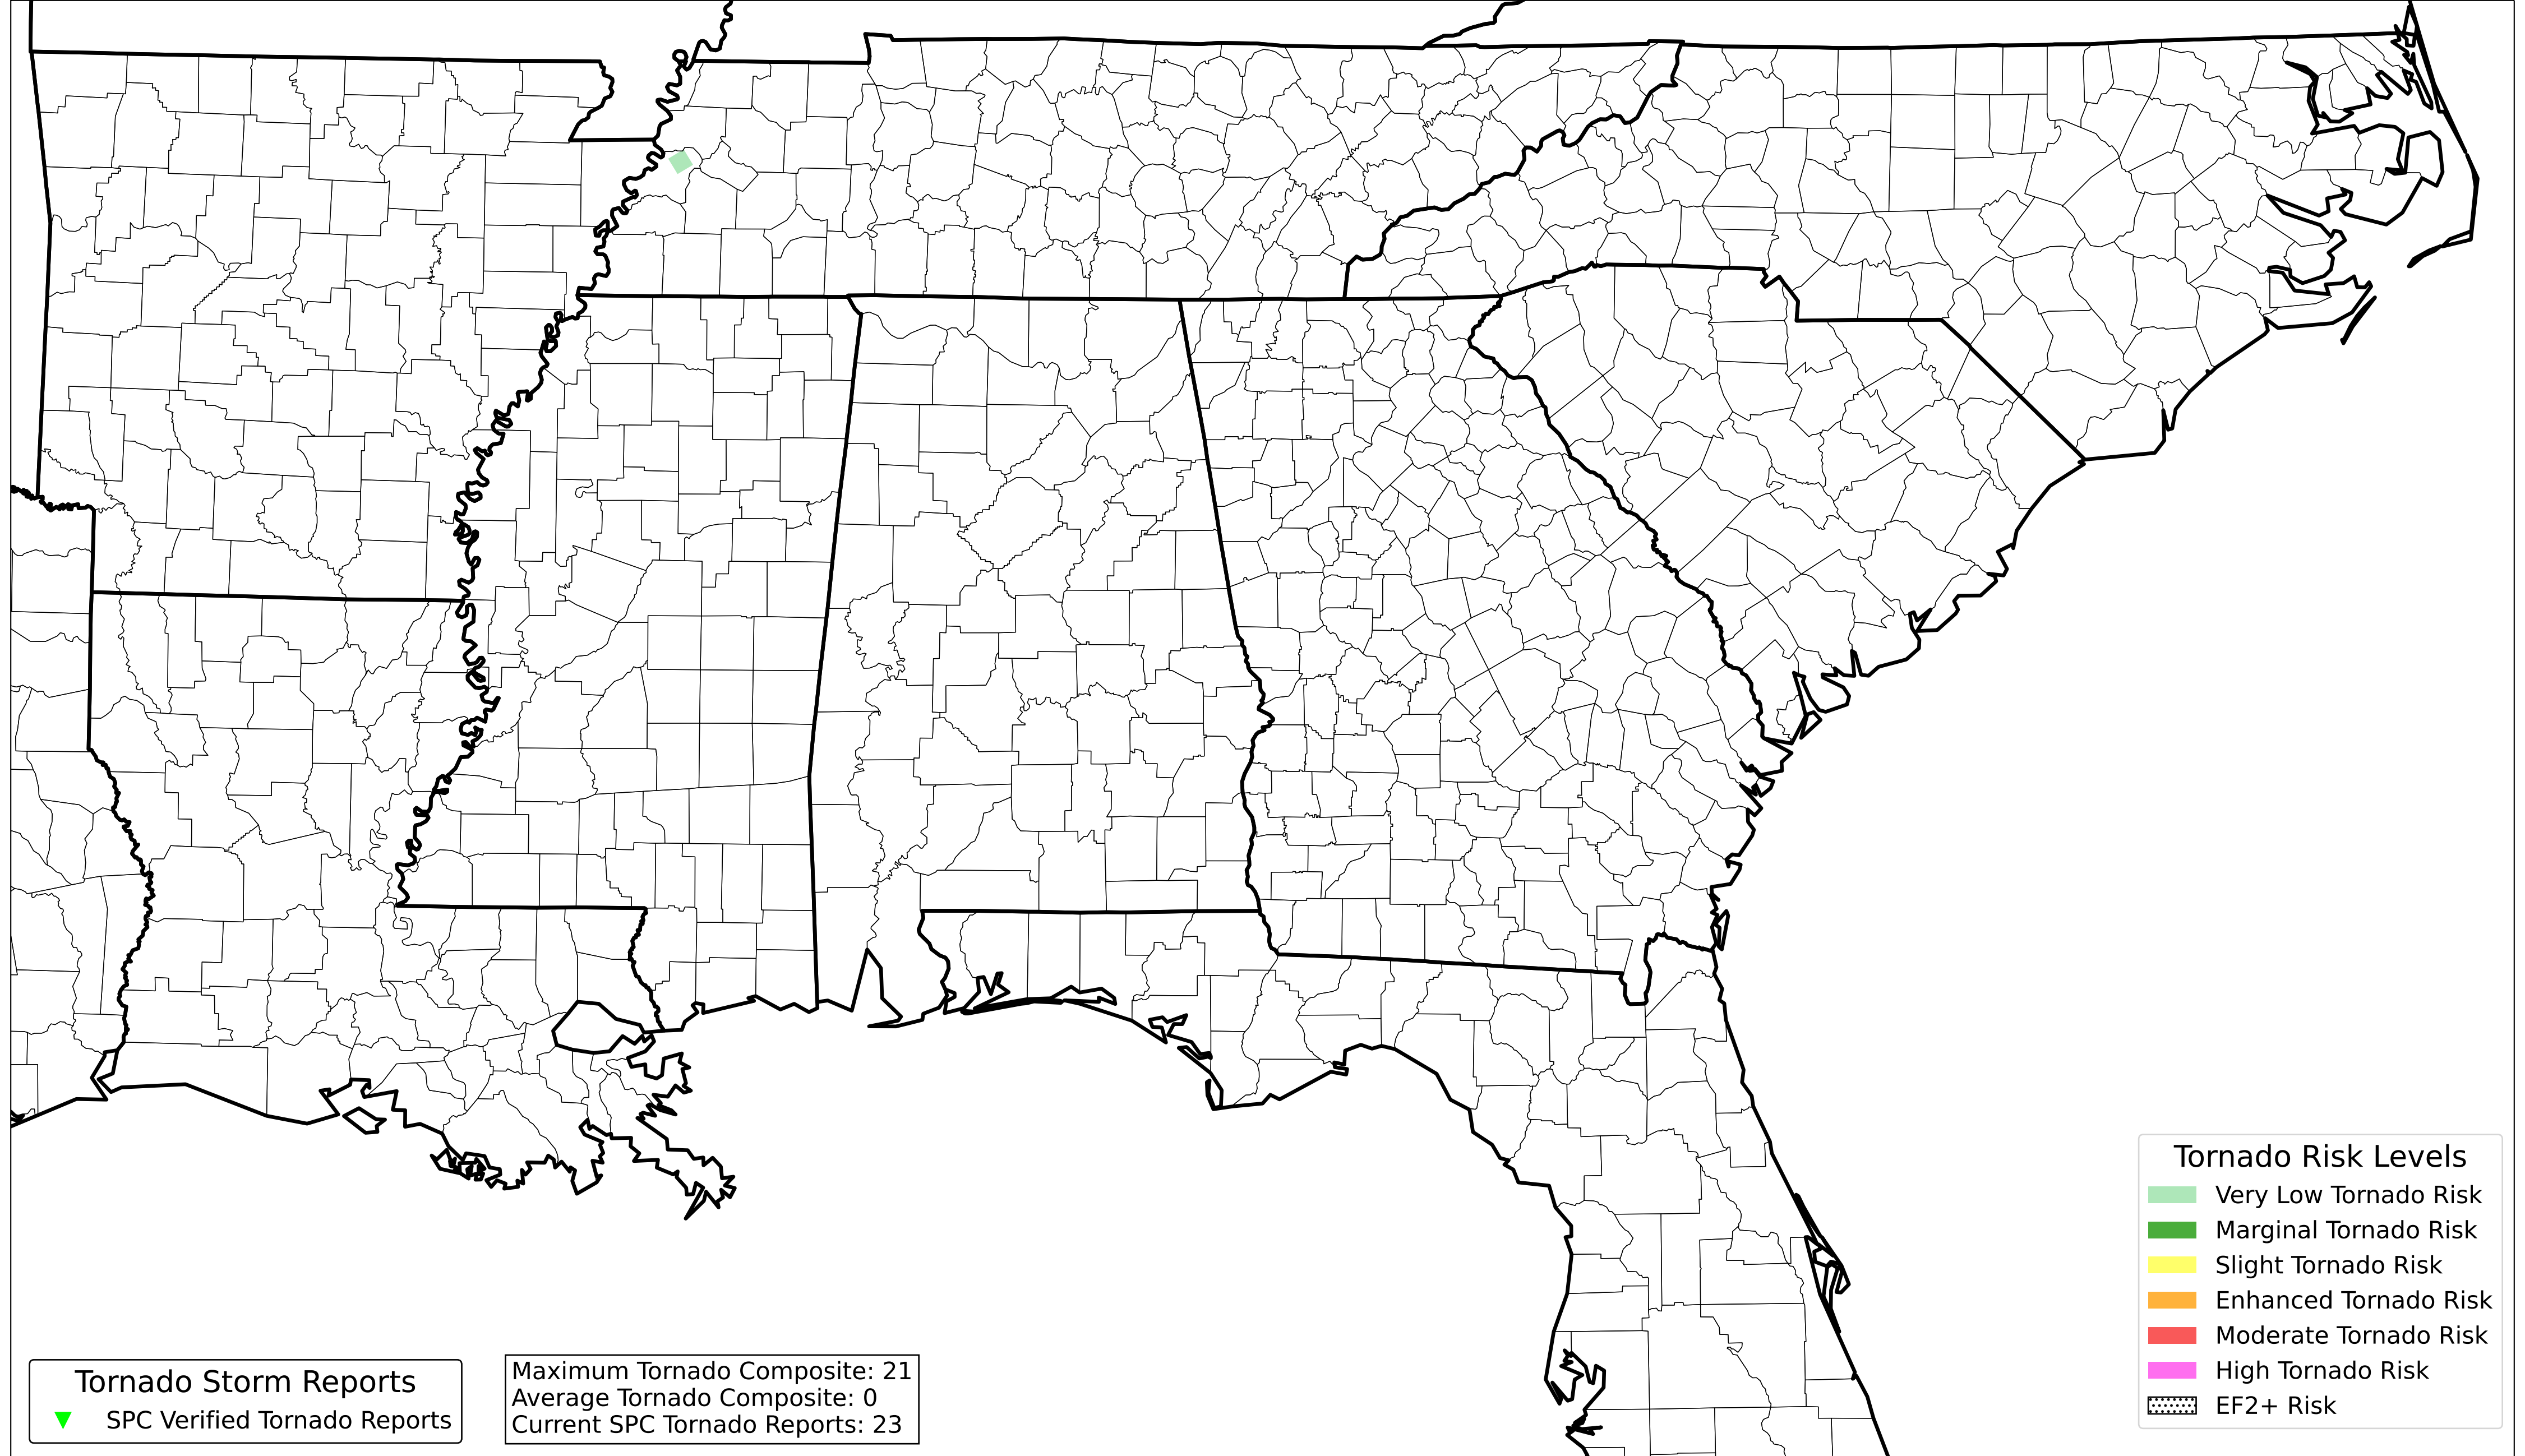 Tornado Risk Levels
Very Low Tornado Risk
Marginal Tornado Risk
Slight Tornado Risk
Enhanced Tornado Risk
Moderate Tornado Risk
High Tornado Risk
EF2+ Risk
Tornado Storm Reports
SPC Verified Tornado Reports
Maximum Tornado Composite: 21
Average Tornado Composite: 0
Current SPC Tornado Reports: 23